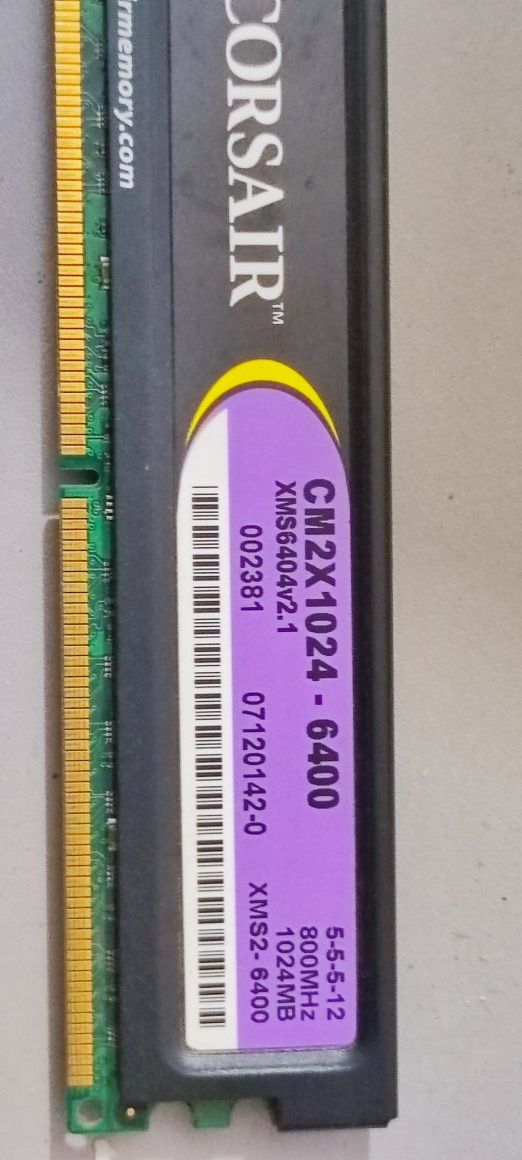 rmemory.com
CORSAIR™
CM2X1024 - 6400
XMS6404v2.1
002381 07120142-0 XMS2- 6400
5-5-5-12
800MHz
1024MB